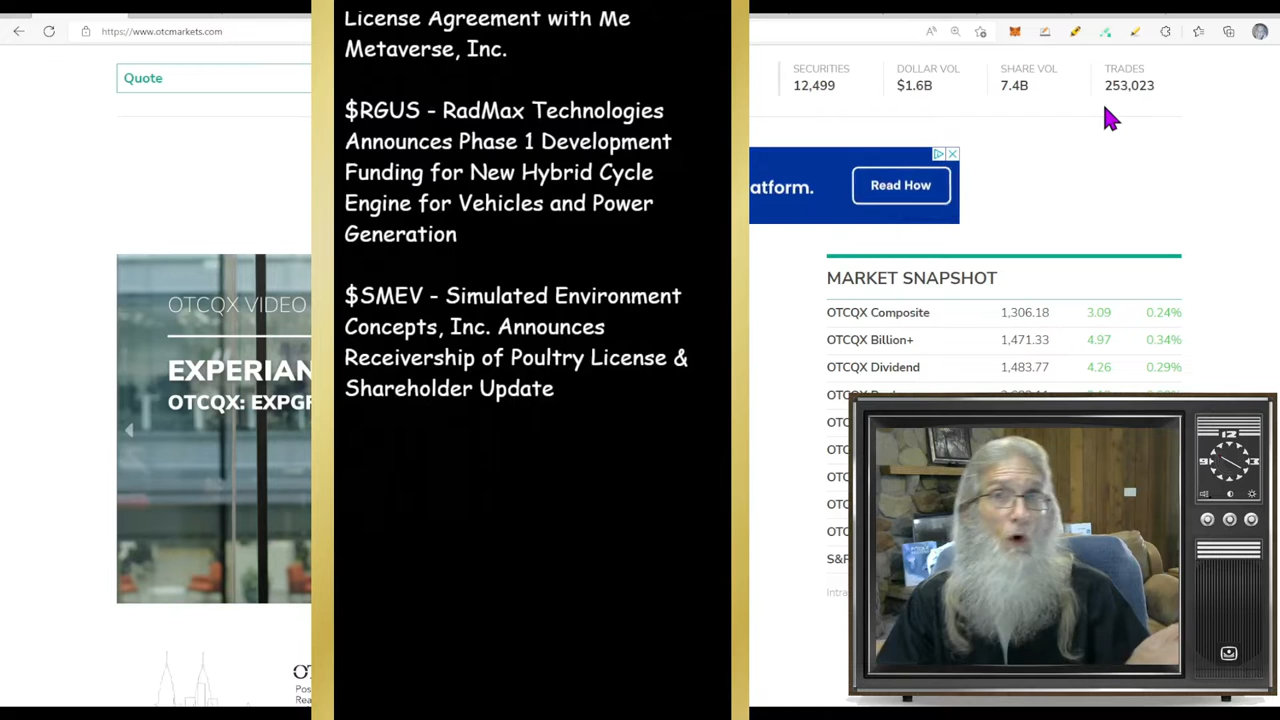 https://www.otcmarkets.com
Quote
License Agreement with Me
Metaverse, Inc.
$RGUS - RadMax Technologies
Announces Phase 1 Development
Funding for New Hybrid Cycle
Engine for Vehicles and Power
Generation
$SMEV - Simulated Environment
Concepts, Inc. Announces
Receivership of Poultry License &
Shareholder Update
SECURITIES
12,499
DOLLAR VOL
$1.6B
SHARE VOL
7.4B
TRADES
253,023
atform.
Read How
OTCQX VIDEO
EXPERIAN
OTCQX: EXPGF
MARKET SNAPSHOT
OTCQX Composite 1,306.18 3.09 0.24%
OTCQX Billion+ 1,471.33 4.97 0.34%
OTCQX Dividend 1,483.77 4.26 0.29%
S&P
Intra
12
9 3